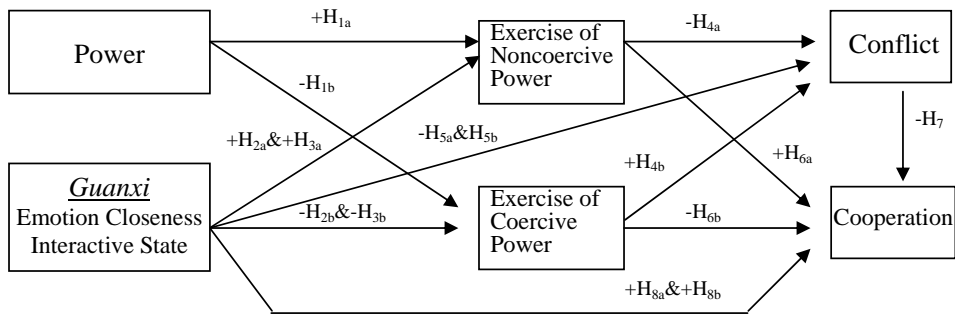 +H1a
-H4a
Power
Exercise of
Noncoercive
Power
Conflict
-H1b
+H2a&+H3a
-H5a&H5b
-H7
+H4b
+H6a
Guanxi
Emotion Closeness
Interactive State
-H2b&-H3b
Exercise of
Coercive
Power
-H6b
Cooperation
+H8a&+H8b